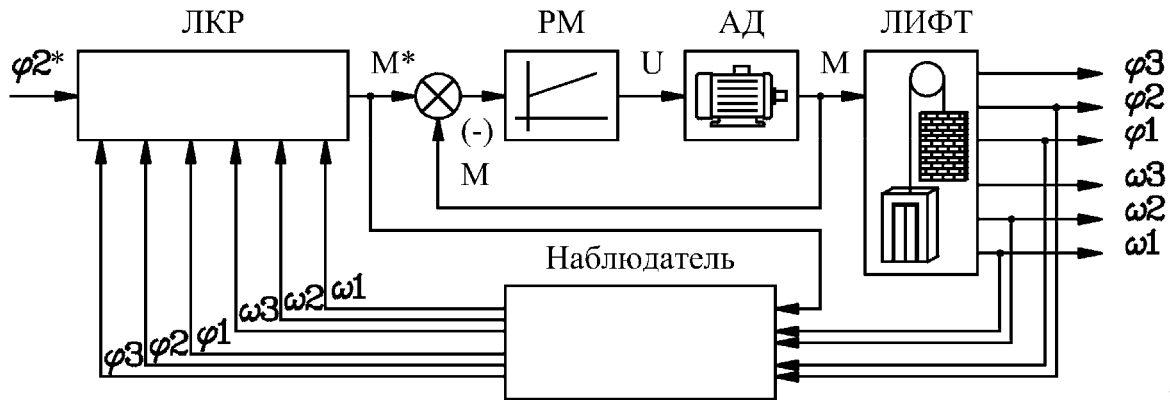 ЛКР
РМ
АД
ЛИФТ
φ2*
M*
U
M
φ3
φ2
φ1
(-)
M
ω3
ω2
ω1
Наблюдатель
φ3
φ2
φ1
ω3
ω2
ω1